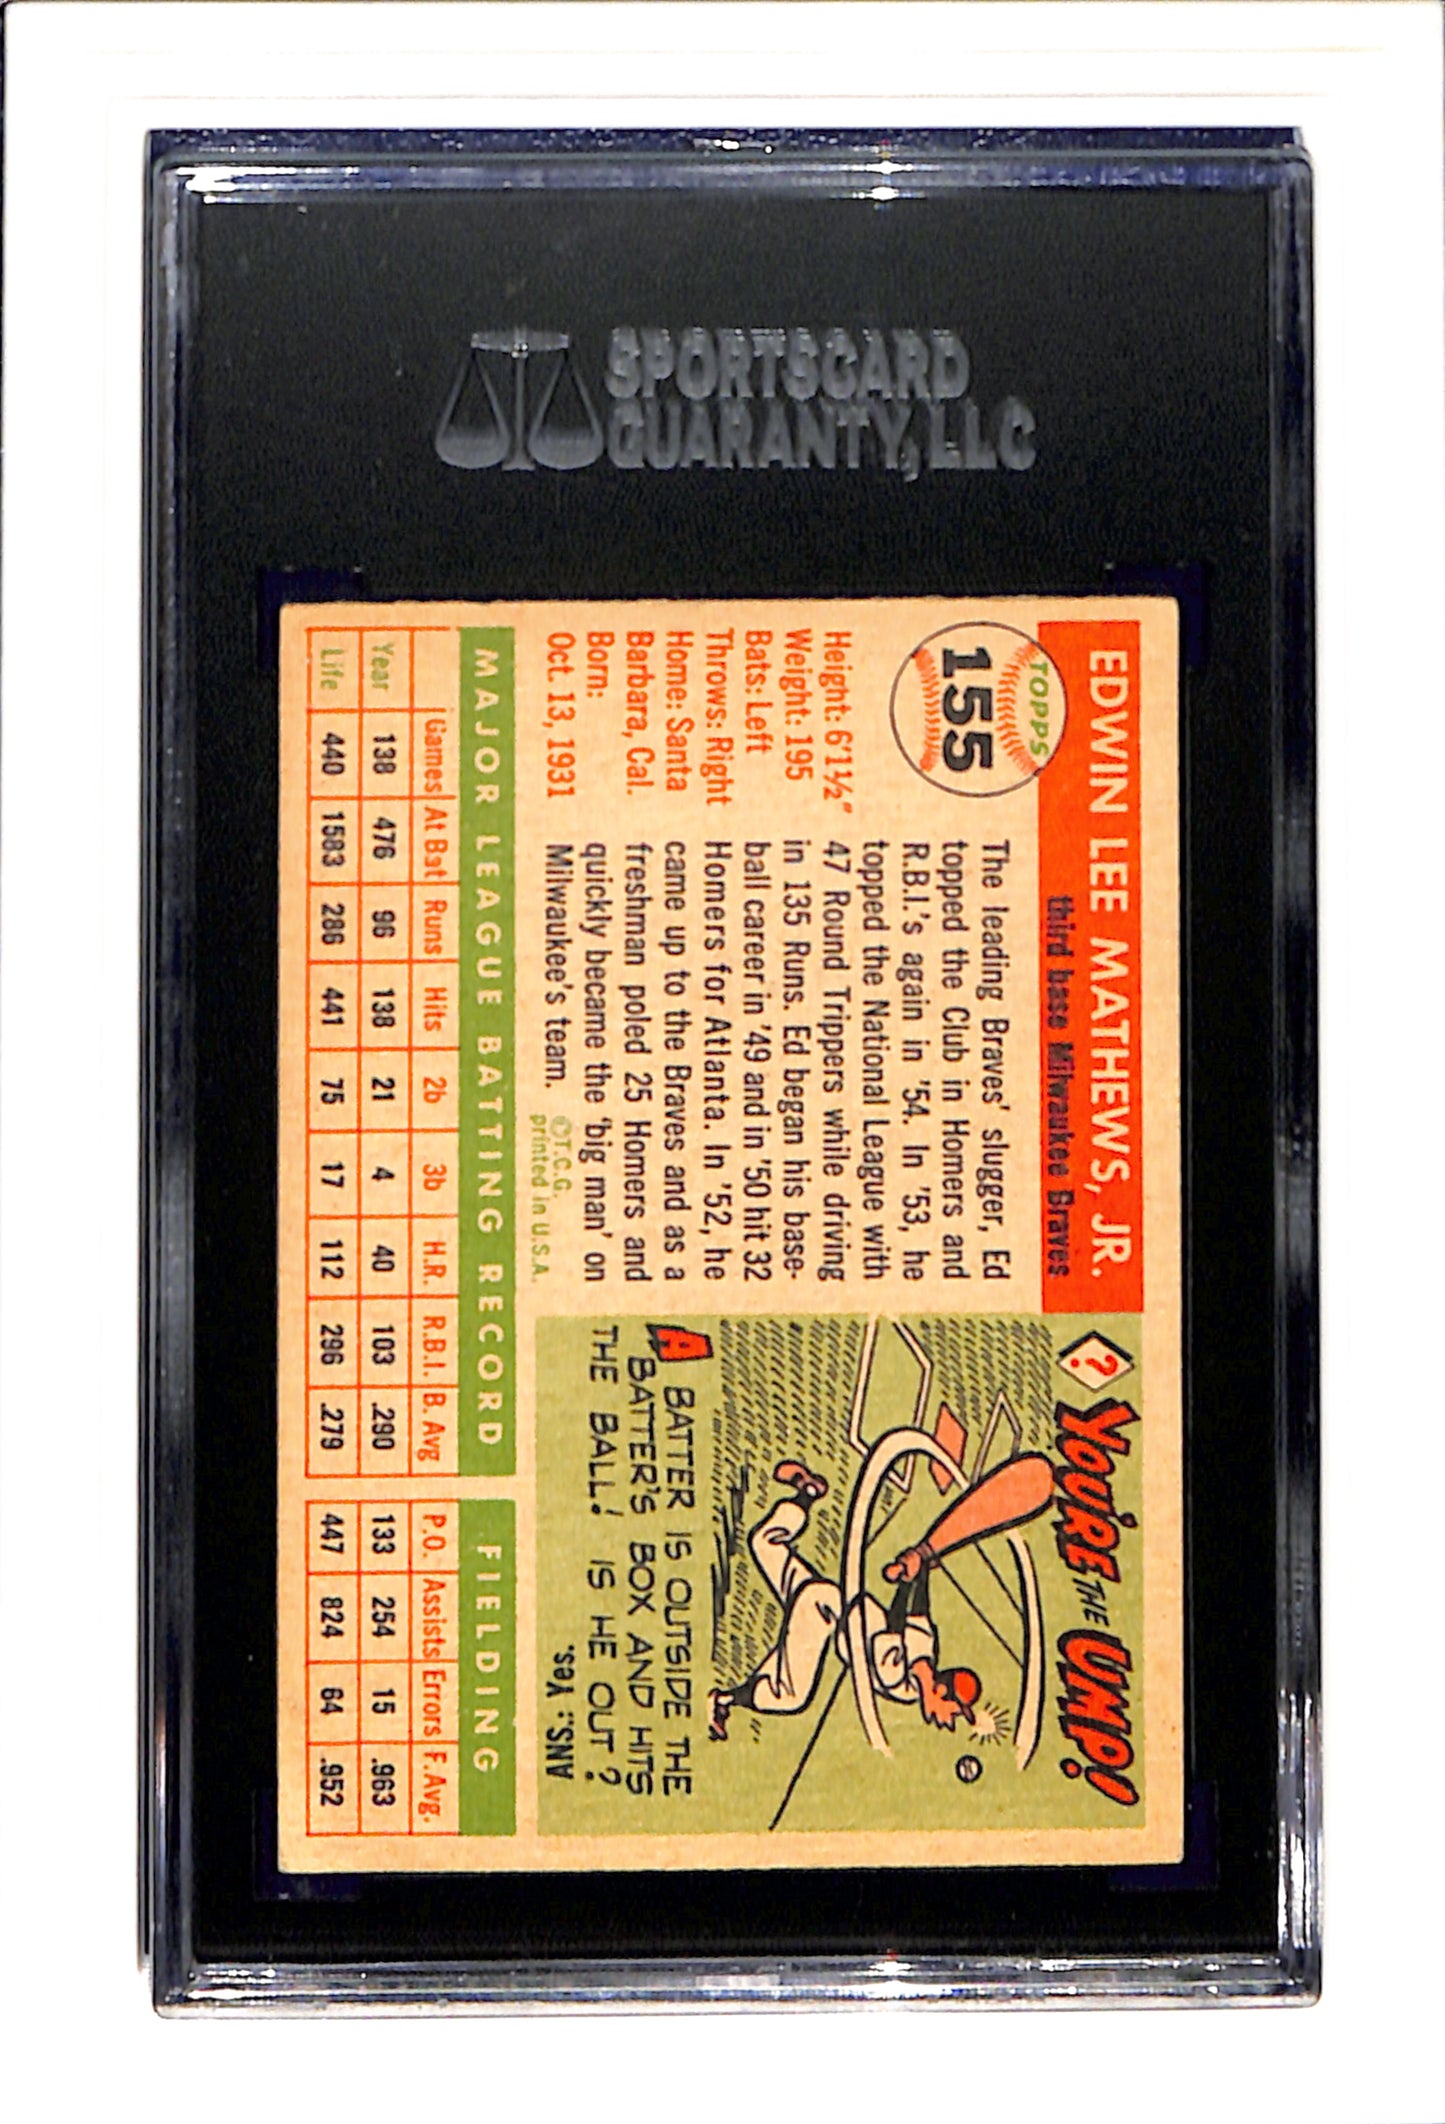 SPORTSCARD
GUARANTY, LLC
EDWIN LEE MATHEWS, JR.
third base Milwaukee Braves
TOPPS
155
Height: 6'1½"
Weight: 195
Bats: Left
Throws: Right
Home: Santa
Barbara, Cal.
Born:
Oct. 13, 1931
The leading Braves' slugger, Ed
topped the Club in Homers and
R.B.I.'s again in '54. In '53, he
topped the National League with
47 Round Trippers while driving
in 135 Runs. Ed began his base-
ball career in '49 and in '50 hit 32
Homers for Atlanta. In '52, he
came up to the Braves and as a
freshman poled 25 Homers and
quickly became the 'big man' on
Milwaukee's team.
©T.C.G.
printed in U.S.A.
? YOU'RE THE UMP!
A BATTER IS OUTSIDE THE
BATTER'S BOX AND HITS
THE BALL! IS HE OUT?
ANS.: Yes.
MAJOR LEAGUE BATTING RECORD FIELDING
Games At Bat Runs Hits 2b 3b H.R. R.B.I. B. Avg P.O. Assists Errors F. Avg.
Year 138 476 96 138 21 4 40 103 .290 133 254 15 .963
Life 440 1583 286 441 75 17 112 296 .279 447 824 64 .952